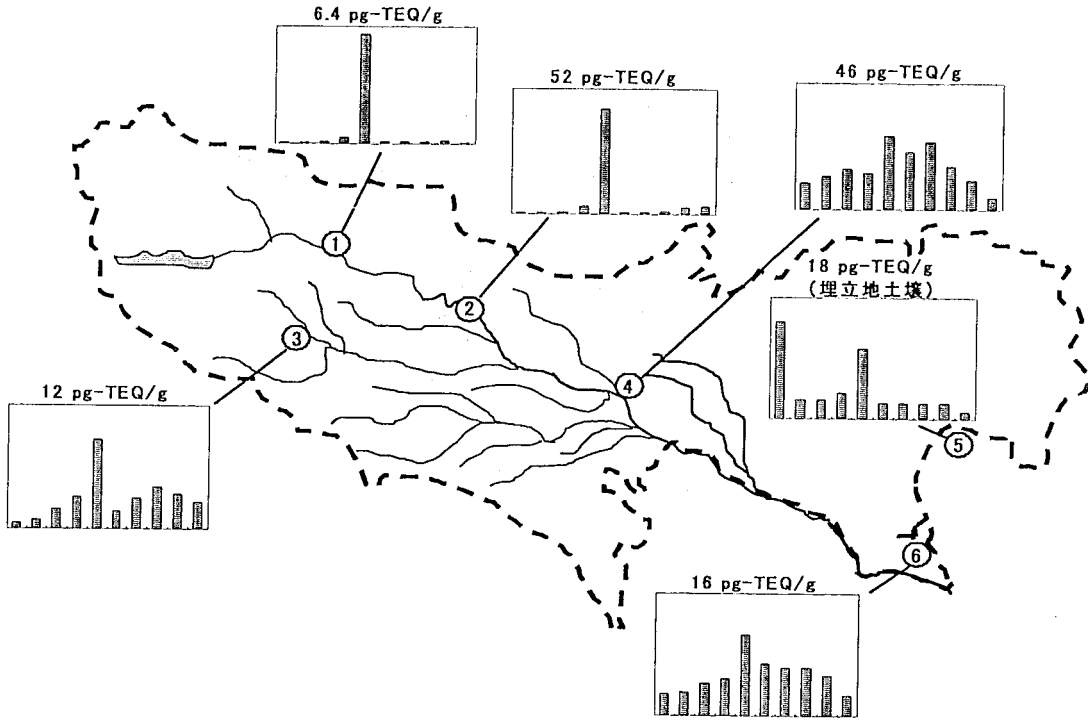 6.4 pg-TEQ/g
52 pg-TEQ/g
46 pg-TEQ/g
①
18 pg-TEQ/g
(埋立地土壌)
②
③
④
12 pg-TEQ/g
⑤
⑥
16 pg-TEQ/g